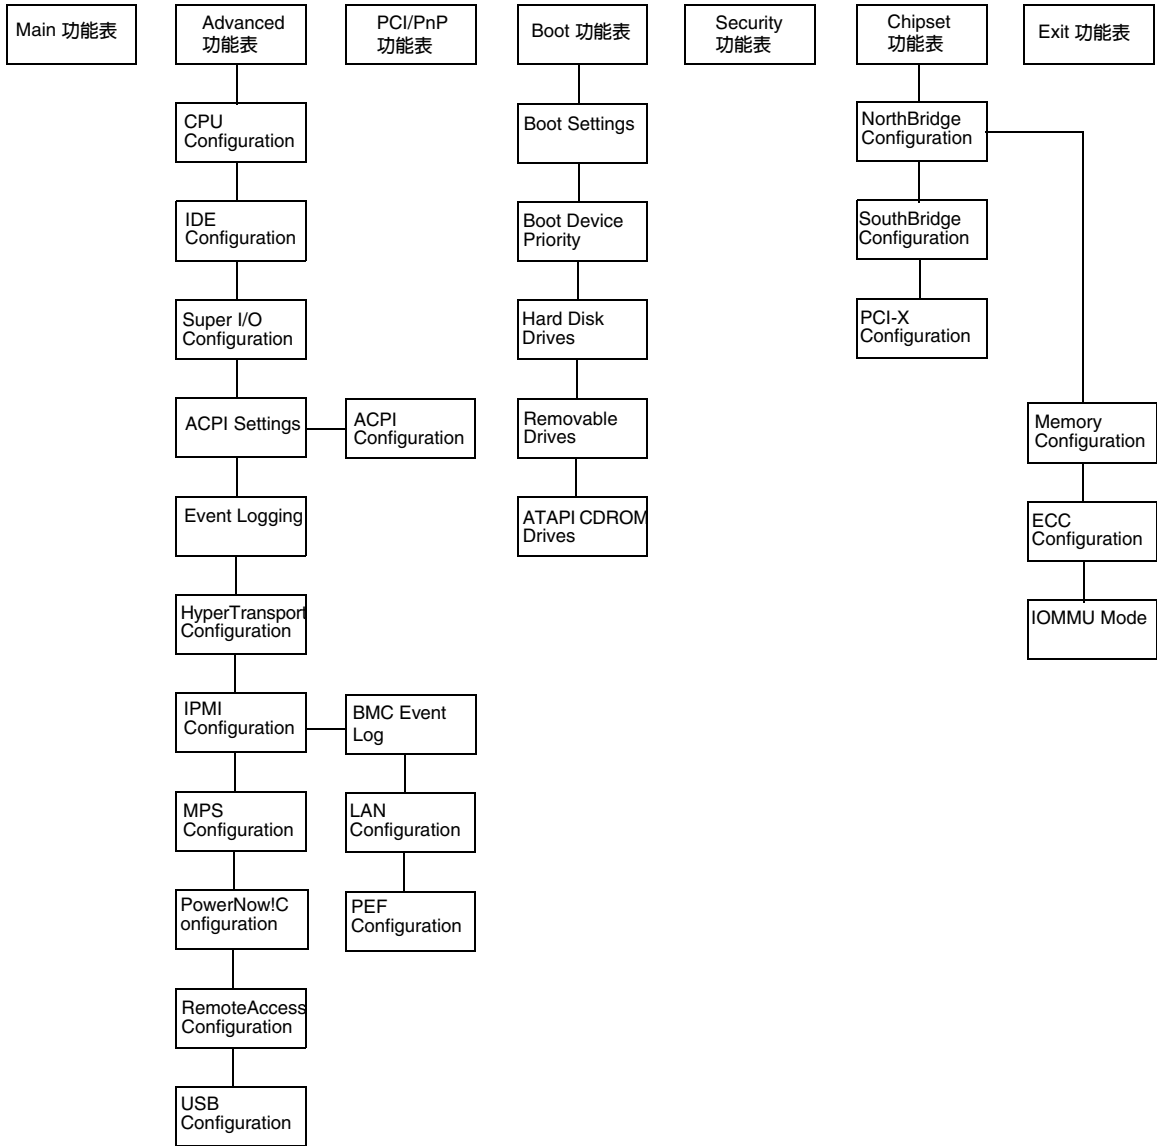 Main 功能表
Advanced
功能表
PCI/PnP
功能表
Boot 功能表
Security
功能表
Chipset
功能表
Exit 功能表
CPU
Configuration
IDE
Configuration
Super I/O
Configuration
ACPI Settings
ACPI
Configuration
Event Logging
HyperTransport
Configuration
IPMI
Configuration
BMC Event
Log
LAN
Configuration
PEF
Configuration
MPS
Configuration
PowerNow!C
onfiguration
RemoteAccess
Configuration
USB
Configuration
Boot Settings
Boot Device
Priority
Hard Disk
Drives
Removable
Drives
ATAPI CDROM
Drives
NorthBridge
Configuration
SouthBridge
Configuration
PCI-X
Configuration
Memory
Configuration
ECC
Configuration
IOMMU Mode